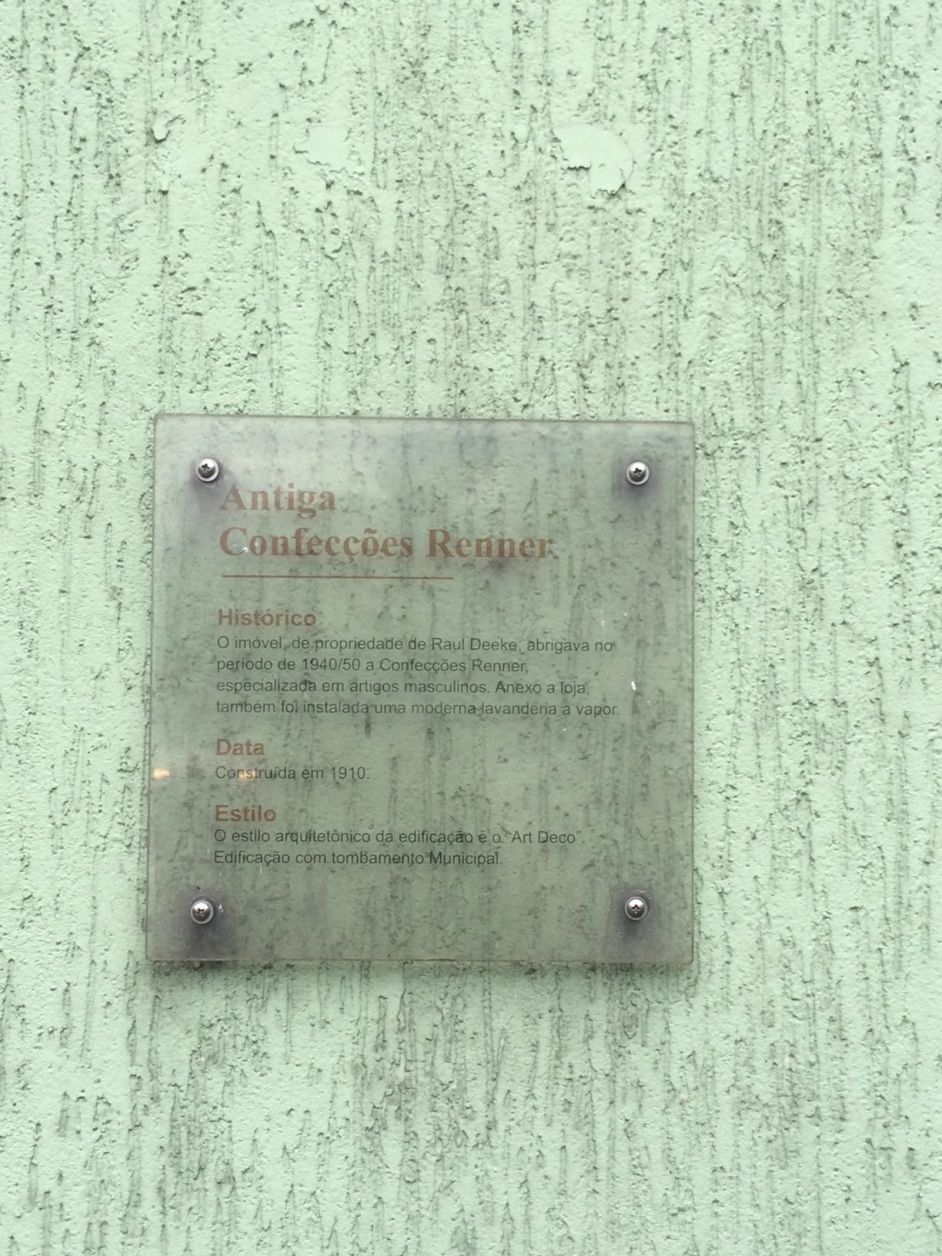 Antiga
Confecções Renner
Histórico
O imóvel, de propriedade de Raul Deeke, abrigava no
período de 1940/50 a Confecções Renner,
especializada em artigos masculinos. Anexo a loja,
também foi instalada uma moderna lavanderia a vapor.
Data
Construída em 1910.
Estilo
O estilo arquitetônico da edificação é o “Art Deco”.
Edificação com tombamento Municipal.